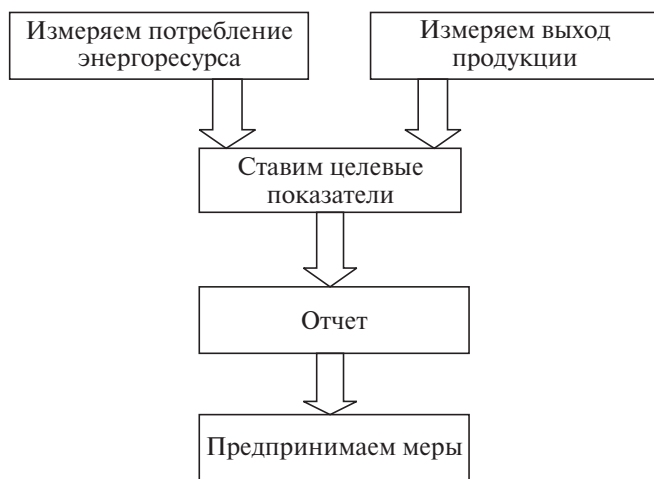 Измеряем потребление
энергоресурса
Измеряем выход
продукции
Ставим целевые
показатели
Отчет
Предпринимаем меры